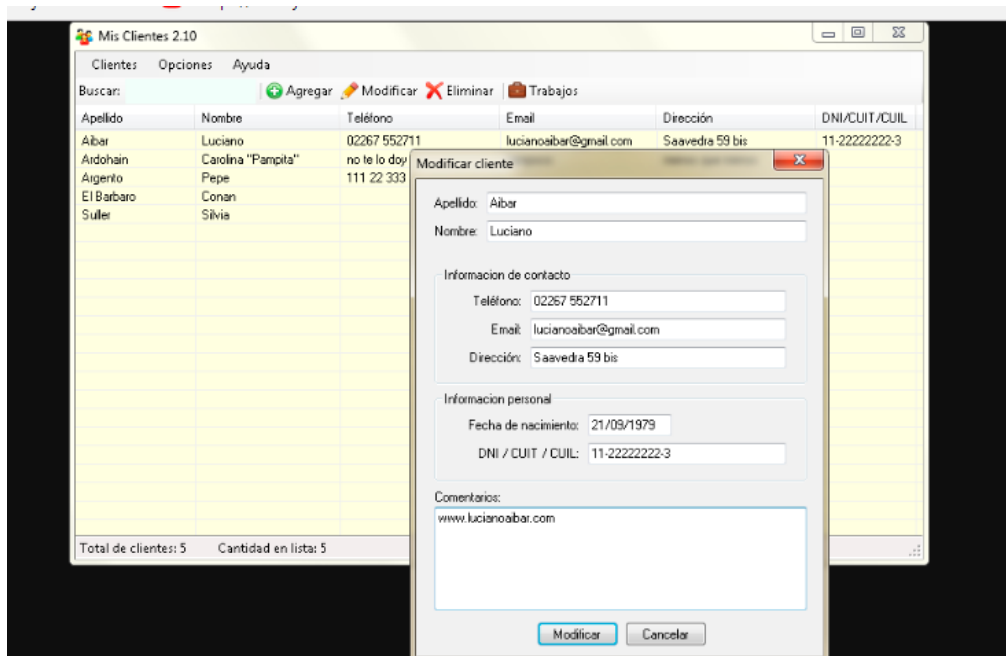 Mis Clientes 2.10
Clientes Opciones Ayuda
Buscar: Agregar Modificar Eliminar Trabajos
Apellido Nombre Teléfono Email Dirección DNI/CUIT/CUIL
Aibar Luciano 02267 552711 lucianoaibar@gmail.com Saavedra 59 bis 11-22222222-3
Ardohain Carolina "Pampita" no te lo doy
Argento Pepe 111 22 333
El Barbaro Conan
Suller Silvia
Total de clientes: 5 Cantidad en lista: 5
Modificar cliente
Apellido: Aibar
Nombre: Luciano
Informacion de contacto
Teléfono: 02267 552711
Email: lucianoaibar@gmail.com
Dirección: Saavedra 59 bis
Informacion personal
Fecha de nacimiento: 21/09/1979
DNI / CUIT / CUIL: 11-22222222-3
Comentarios:
www.lucianoaibar.com
Modificar Cancelar